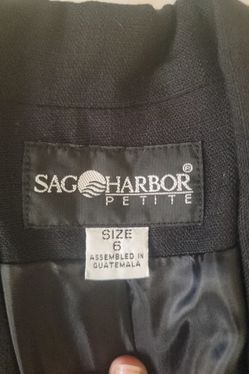 SAG HARBOR®
PETITE
SIZE
6
ASSEMBLED IN
GUATEMALA